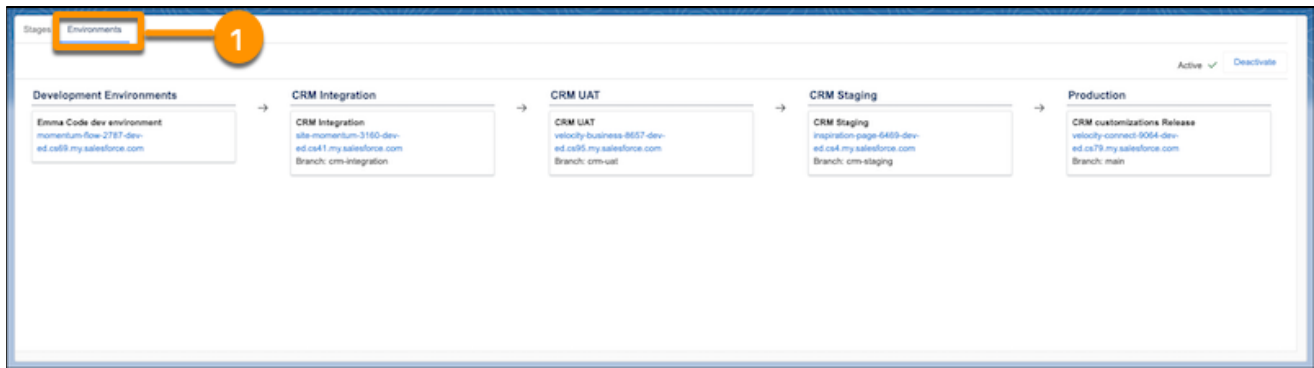 Stages Environments
1
Active Deactivate
Development Environments
Emma Code dev environment
momentum-flow-2787-dev-
ed.cs69.my.salesforce.com
CRM Integration
CRM Integration
site-momentum-3160-dev-
ed.cs41.my.salesforce.com
Branch: crm-integration
CRM UAT
CRM UAT
velocity-business-8657-dev-
ed.cs95.my.salesforce.com
Branch: crm-uat
CRM Staging
CRM Staging
inspiration-page-6469-dev-
ed.cs4.my.salesforce.com
Branch: crm-staging
Production
CRM customizations Release
velocity-connect-9064-dev-
ed.cs79.my.salesforce.com
Branch: main